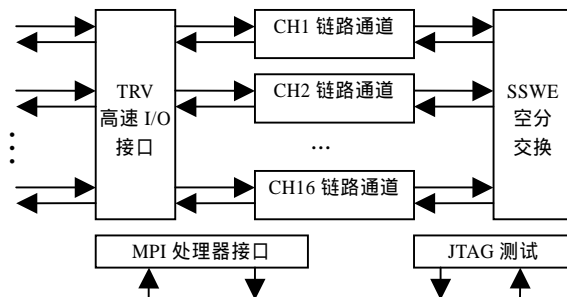 CH1 链路通道
TRV
高速 I/O
接口
CH2 链路通道
SSWE
空分
交换
…
CH16 链路通道
MPI 处理器接口
JTAG 测试